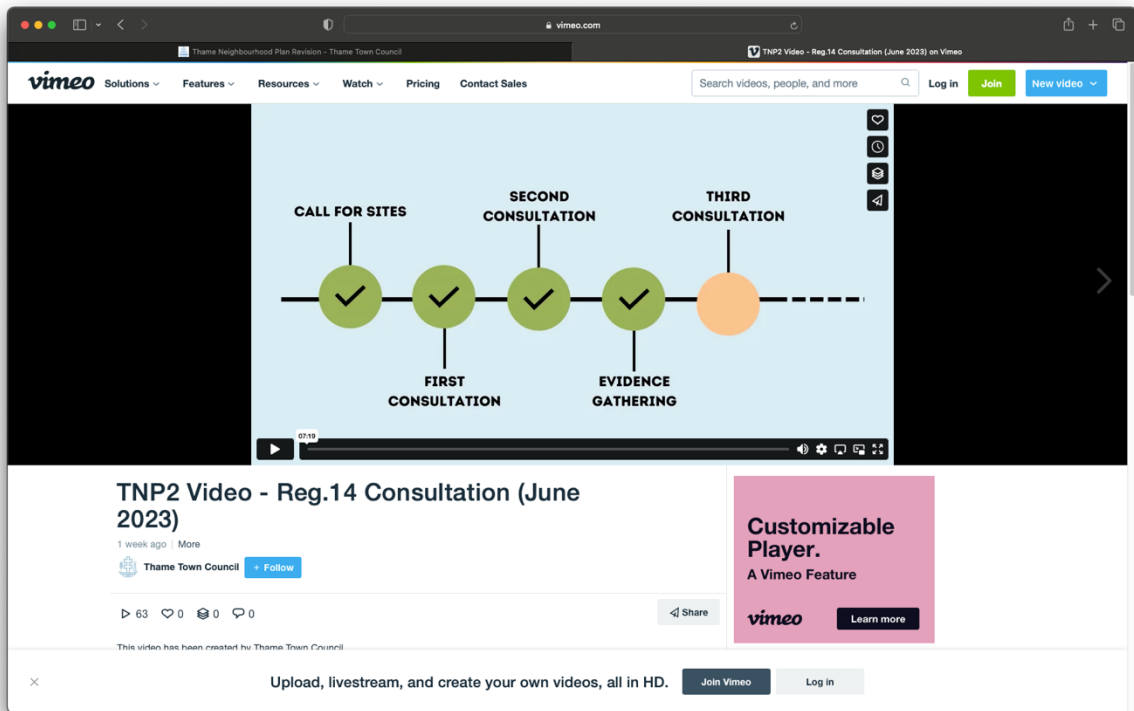 vimeo.com
Thame Neighbourhood Plan Revision - Thame Town Council
TNP2 Video - Reg.14 Consultation (June 2023) on Vimeo
vimeo Solutions Features Resources Watch Pricing Contact Sales Search videos, people, and more Log in Join New video
CALL FOR SITES
SECOND
CONSULTATION
THIRD
CONSULTATION
FIRST
CONSULTATION
EVIDENCE
GATHERING
07:19
TNP2 Video - Reg.14 Consultation (June
2023)
1 week ago | More
Thame Town Council + Follow
63 0 0 0
Share
This video has been created by Thame Town Council
Customizable
Player.
A Vimeo Feature
vimeo Learn more
Upload, livestream, and create your own videos, all in HD. Join Vimeo Log in